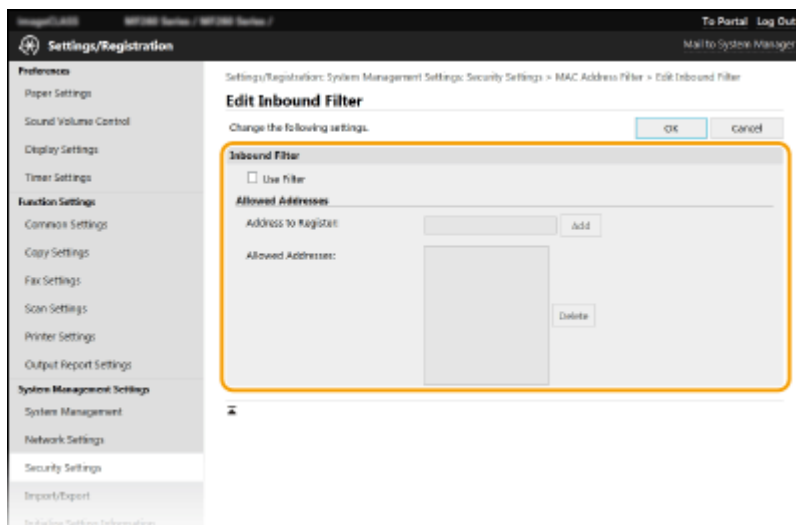 To Portal Log Out
Settings/Registration
Mail to System Manager
Preferences
Paper Settings
Sound Volume Control
Display Settings
Timer Settings
Function Settings
Common Settings
Copy Settings
Fax Settings
Scan Settings
Printer Settings
Output Report Settings
System Management Settings
System Management
Network Settings
Security Settings
Import/Export
Settings/Registration: System Management Settings: Security Settings > MAC Address Filter > Edit Inbound Filter
Edit Inbound Filter
Change the following settings.
OK
Cancel
Inbound Filter
Use Filter
Allowed Addresses
Address to Register:
Add
Allowed Addresses:
Delete